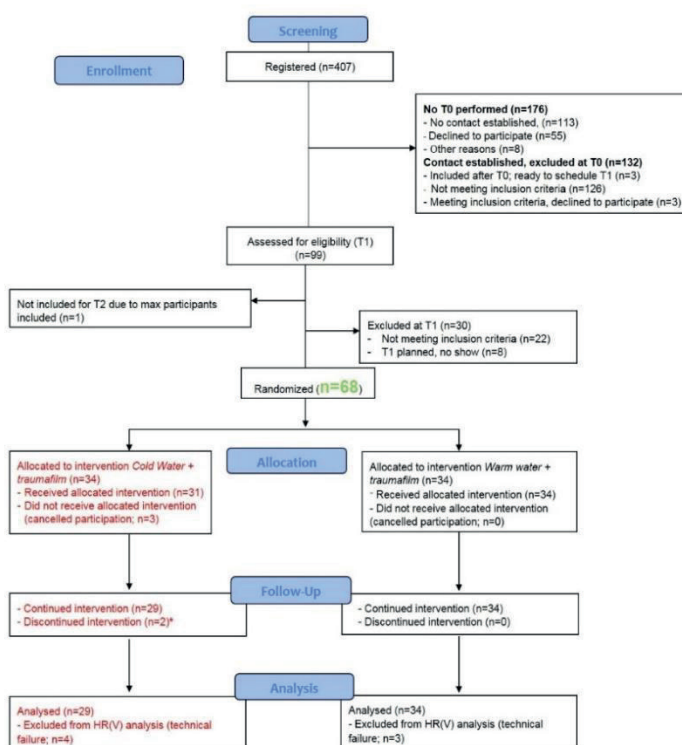 Screening
Enrollment
Registered (n=407)
No T0 performed (n=176)
- No contact established, (n=113)
- Declined to participate (n=55)
- Other reasons (n=8)
Contact established, excluded at T0 (n=132)
- Included after T0; ready to schedule T1 (n=3)
- Not meeting inclusion criteria (n=126)
- Meeting inclusion criteria, declined to participate (n=3)
Assessed for eligibility (T1)
(n=99)
Not included for T2 due to max participants
included (n=1)
Excluded at T1 (n=30)
- Not meeting inclusion criteria (n=22)
- T1 planned, no show (n=8)
Randomized (n=68)
Allocation
Allocated to intervention Cold Water +
traumafilm (n=34)
- Received allocated intervention (n=31)
- Did not receive allocated intervention
(cancelled participation; n=3)
Allocated to intervention Warm water +
traumafilm (n=34)
- Received allocated intervention (n=34)
- Did not receive allocated intervention
(cancelled participation; n=0)
Follow-Up
- Continued intervention (n=29)
- Discontinued intervention (n=2)*
- Continued intervention (n=34)
- Discontinued intervention (n=0)
Analysis
Analysed (n=29)
- Excluded from HR(V) analysis (technical
failure; n=4)
Analysed (n=34)
- Excluded from HR(V) analysis (technical
failure; n=3)